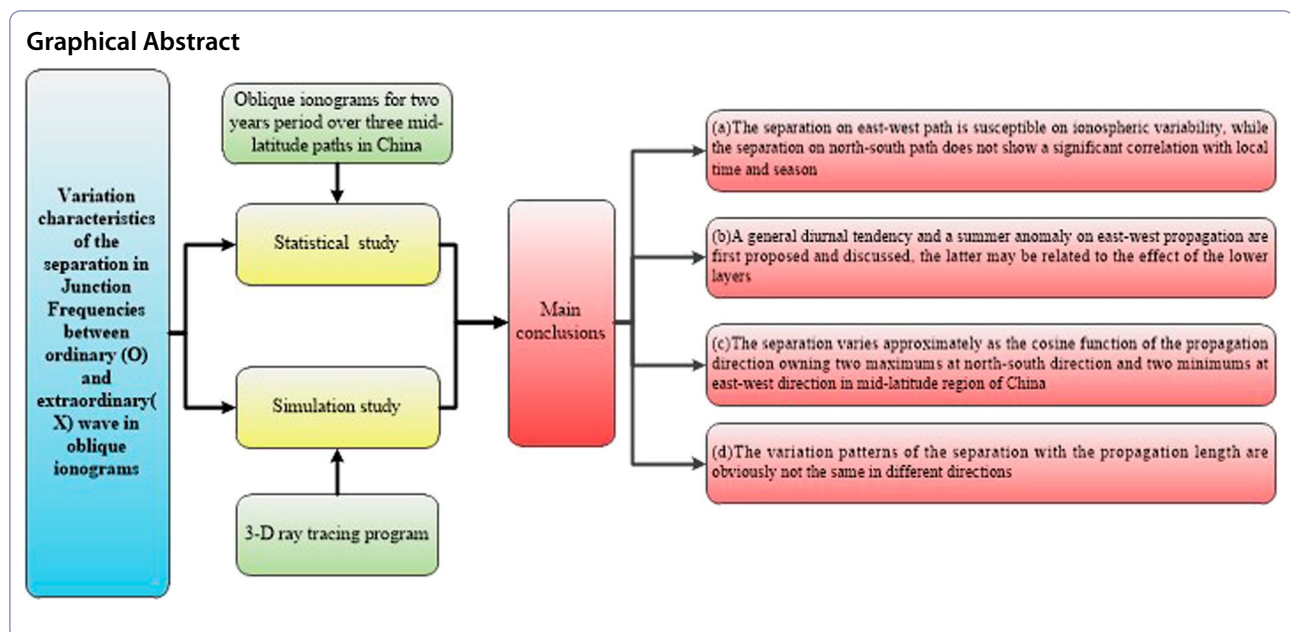 Graphical Abstract
Variation
characteristics
of the
separation in
Junction
Frequencies
between
ordinary (O)
and
extraordinary(
X) wave in
oblique
ionograms
Oblique ionograms for two
years period over three mid-
latitude paths in China
Statistical study
Simulation study
3-D ray tracing program
Main
conclusions
(a)The separation on east-west path is susceptible on ionospheric variability, while
the separation on north-south path does not show a significant correlation with local
time and season
(b)A general diurnal tendency and a summer anomaly on east-west propagation are
first proposed and discussed, the latter may be related to the effect of the lower
layers
(c)The separation varies approximately as the cosine function of the propagation
direction owning two maximums at north-south direction and two minimums at
east-west direction in mid-latitude region of China
(d)The variation patterns of the separation with the propagation length are
obviously not the same in different directions